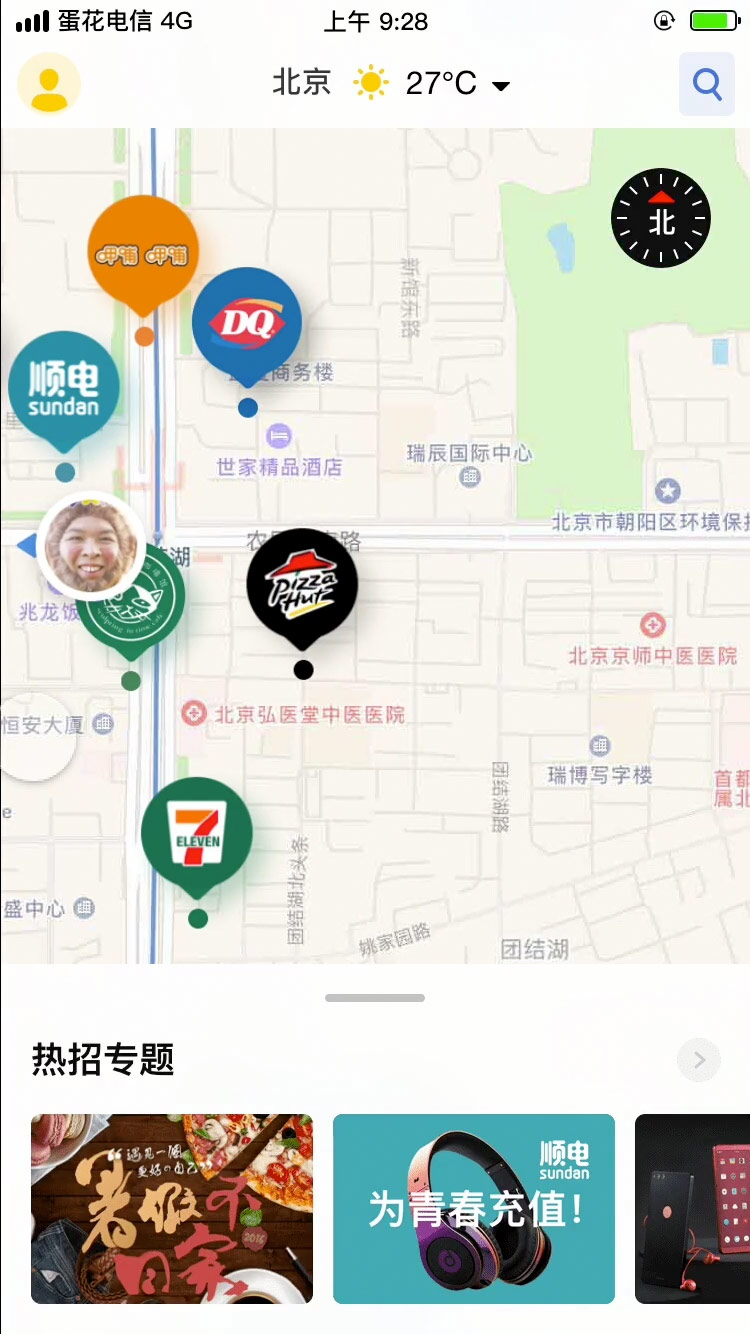 蛋花电信 4G
上午 9:28
北京
27°C
北
呷哺 呷哺
DQ
新馆东路
商务楼
顺电
sundan
世家精品酒店
瑞辰国际中心
北京市朝阳区环境保
路
湖
Pizza
Hut
兆龙饭
北京京师中医医院
北京弘医堂中医医院
恒安大厦
瑞博写字楼
首都
属北
团结湖路
e
7
ELEVEN
团结湖北头条
盛中心
姚家园路
团结湖
热招专题
遇见一个
更好的自己
暑假不
回家
2016
顺电
sundan
为青春充值!